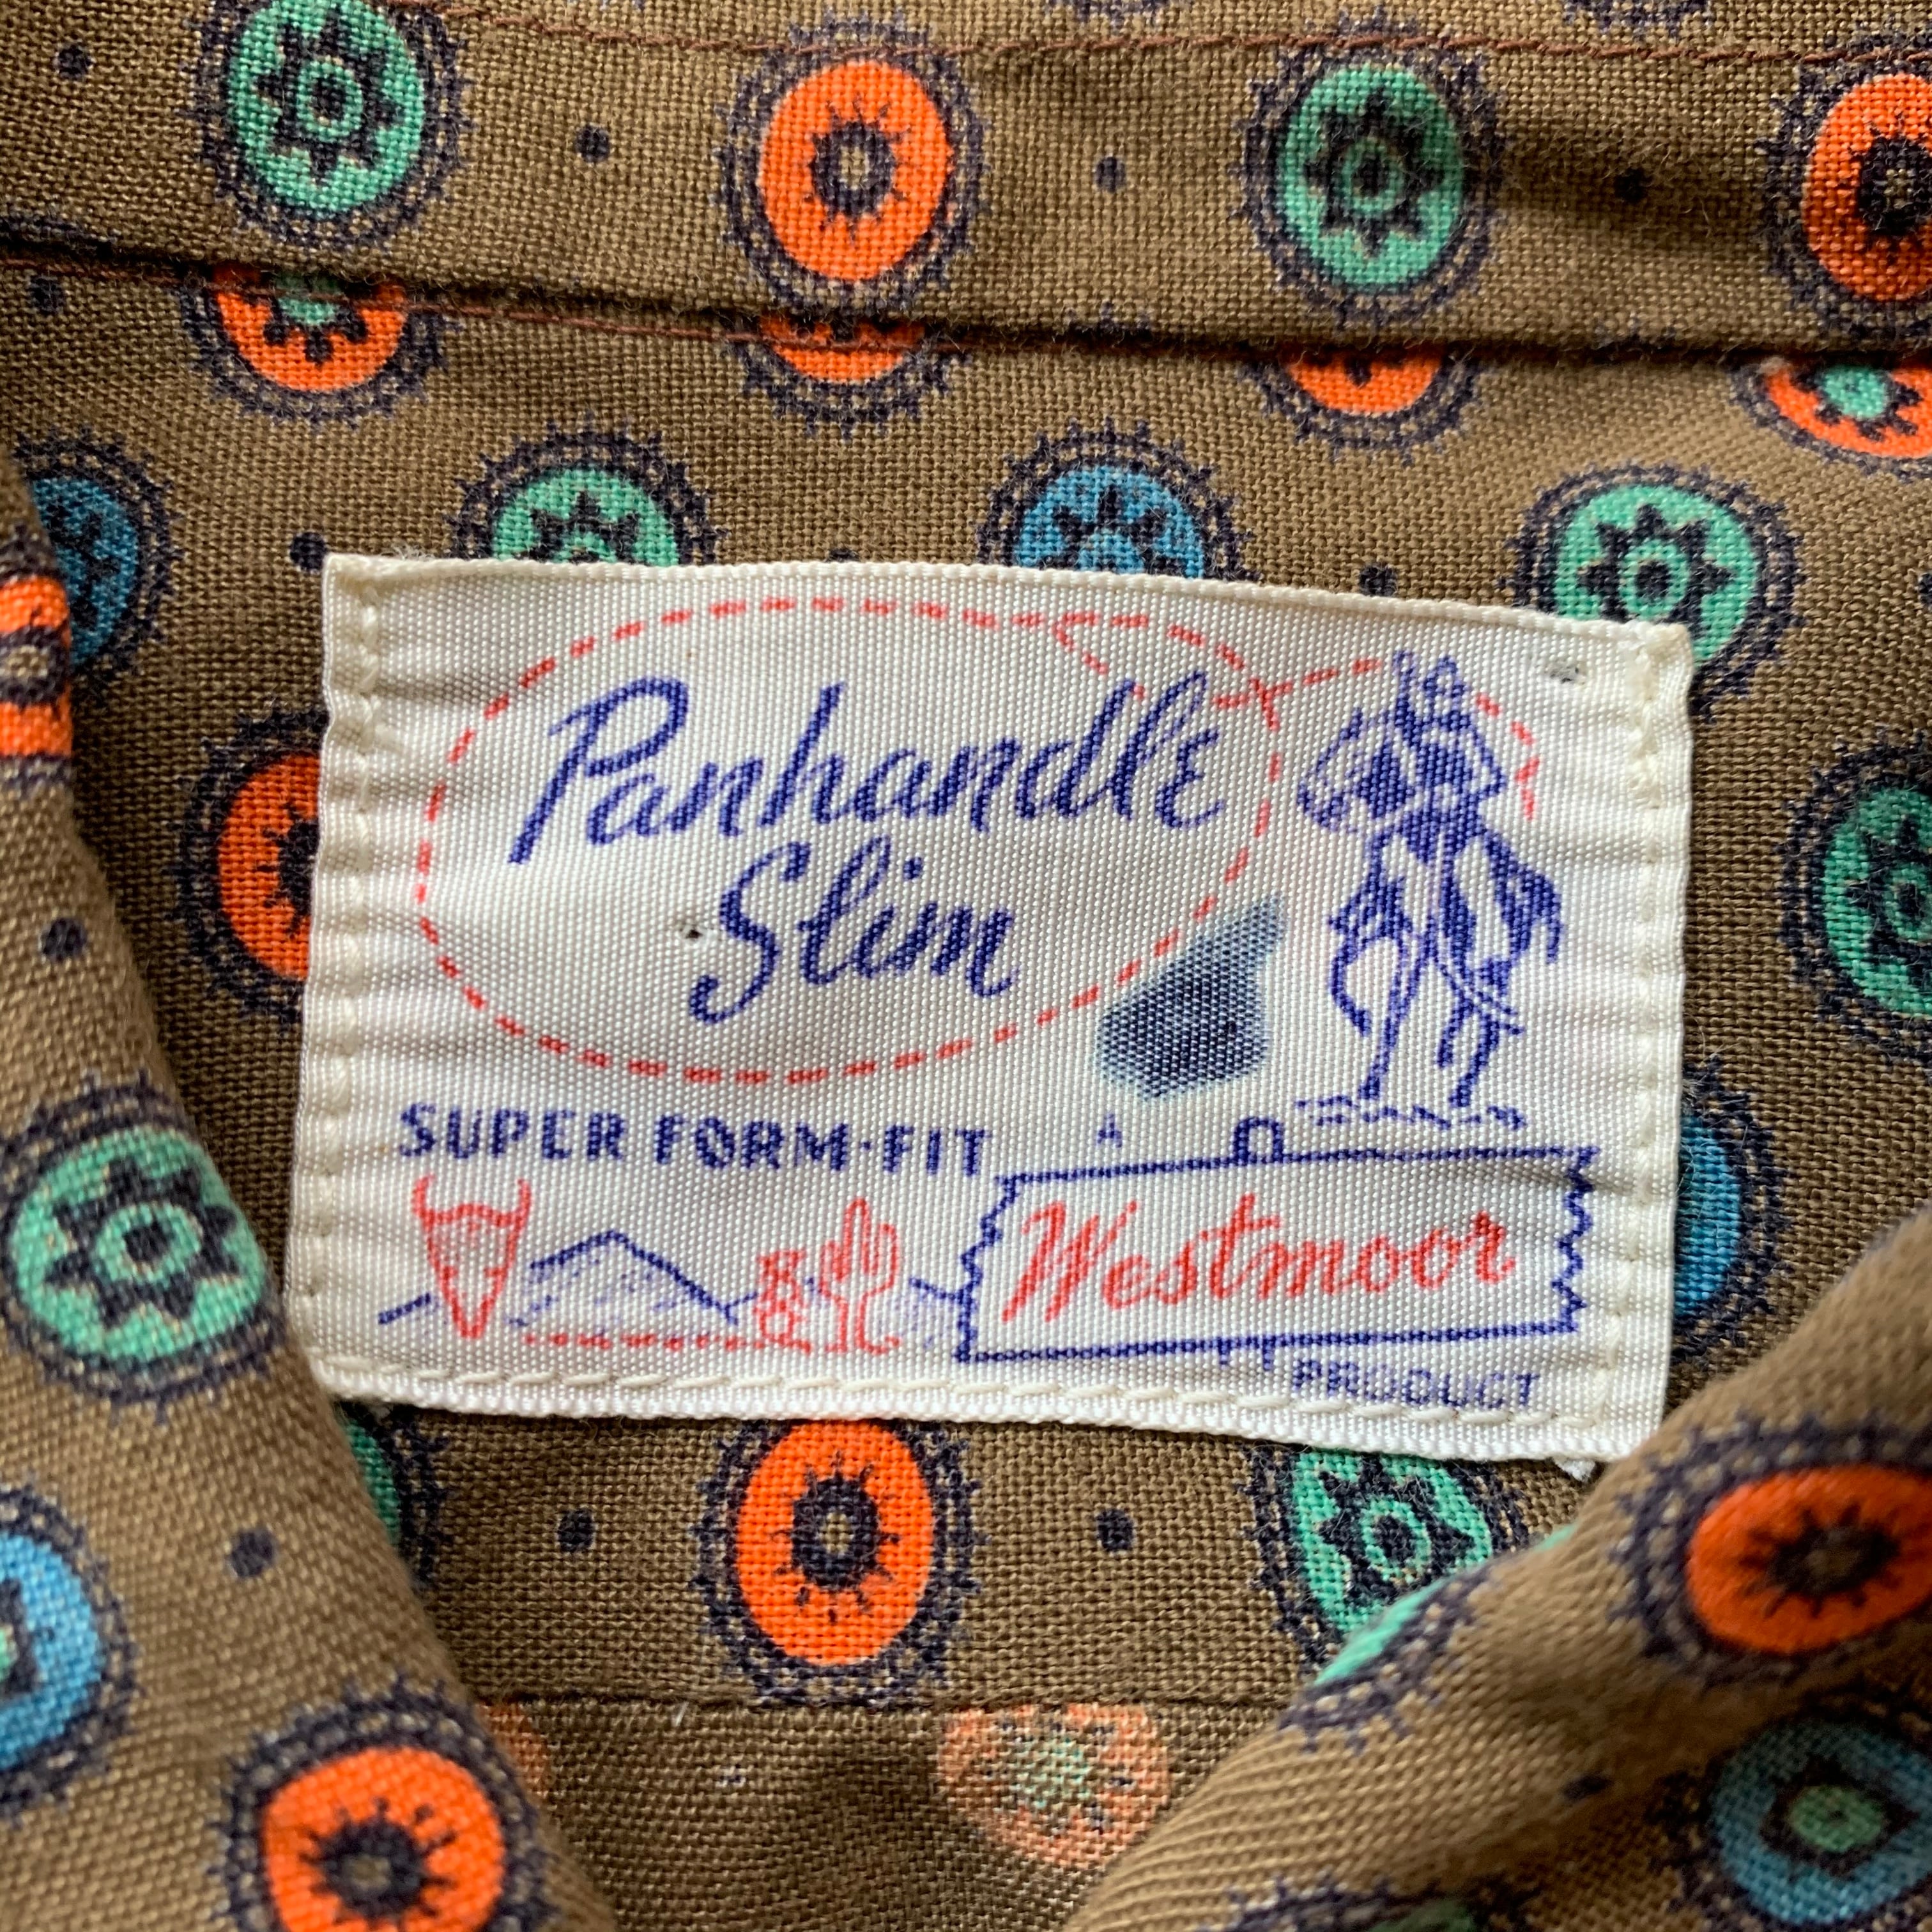 Panhandle
Slim
SUPER FORM-FIT
A
Westmoor
PRODUCT